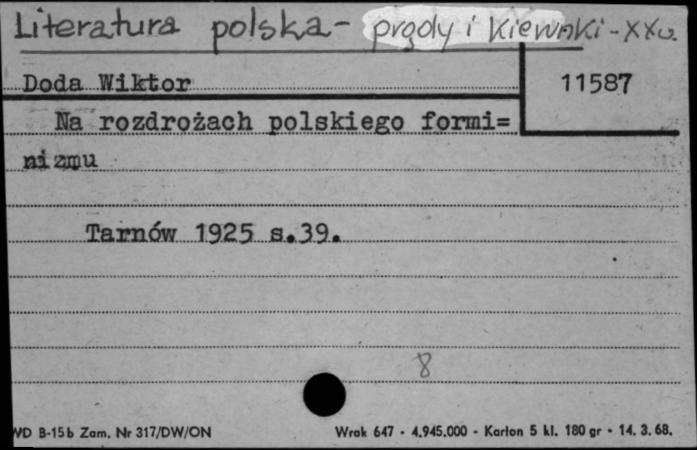 Literatura polska - prądy i kierunki - XXw.
Doda Wiktor
11587
Na rozdrożach polskiego formi=
nizmu
Tarnów 1925 s.39.
8
WD B-15b Zam. Nr 317/DW/ON
Wrak 647 - 4.945.000 - Karton 5 kl. 180 gr - 14. 3. 68.